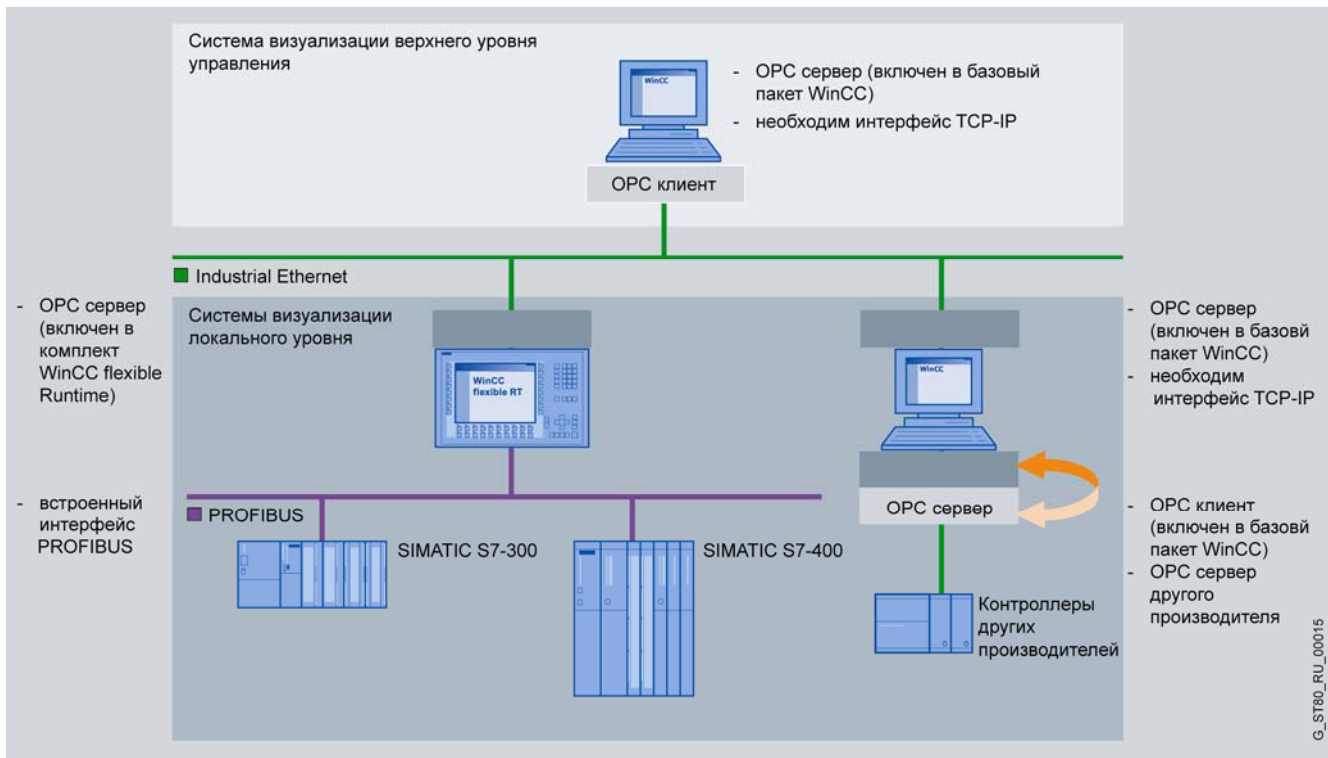 Система визуализации верхнего уровня
управления
WinCC
- OPC сервер (включен в базовый
пакет WinCC)
- необходим интерфейс TCP-IP
OPC клиент
Industrial Ethernet
- OPC сервер
(включен в
комплект
WinCC flexible
Runtime)
Системы визуализации
локального уровня
WinCC
flexible RT
WinCC
- OPC сервер
(включен в базовй
пакет WinCC)
- необходим
интерфейс TCP-IP
- встроенный
интерфейс
PROFIBUS
PROFIBUS
SIMATIC S7-300
SIMATIC S7-400
OPC сервер
- OPC клиент
(включен в базовй
пакет WinCC)
- OPC сервер
другого
производителя
Контроллеры
других
производителей
G_ST80_RU_00015